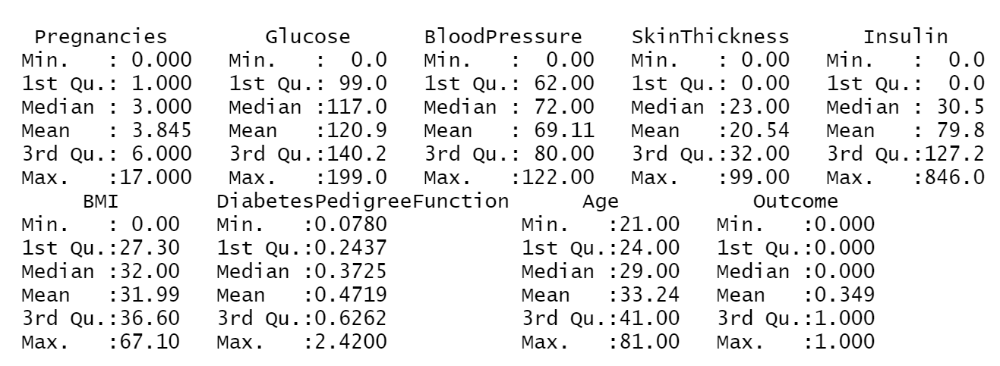 Pregnancies Glucose BloodPressure SkinThickness Insulin
Min. : 0.000 Min. : 0.0 Min. : 0.00 Min. : 0.00 Min. : 0.0
1st Qu.: 1.000 1st Qu.: 99.0 1st Qu.: 62.00 1st Qu.: 0.00 1st Qu.: 0.0
Median : 3.000 Median :117.0 Median : 72.00 Median :23.00 Median : 30.5
Mean : 3.845 Mean :120.9 Mean : 69.11 Mean :20.54 Mean : 79.8
3rd Qu.: 6.000 3rd Qu.:140.2 3rd Qu.: 80.00 3rd Qu.:32.00 3rd Qu.:127.2
Max. :17.000 Max. :199.0 Max. :122.00 Max. :99.00 Max. :846.0
BMI DiabetesPedigreeFunction Age Outcome
Min. : 0.00 Min. :0.0780 Min. :21.00 Min. :0.000
1st Qu.:27.30 1st Qu.:0.2437 1st Qu.:24.00 1st Qu.:0.000
Median :32.00 Median :0.3725 Median :29.00 Median :0.000
Mean :31.99 Mean :0.4719 Mean :33.24 Mean :0.349
3rd Qu.:36.60 3rd Qu.:0.6262 3rd Qu.:41.00 3rd Qu.:1.000
Max. :67.10 Max. :2.4200 Max. :81.00 Max. :1.000